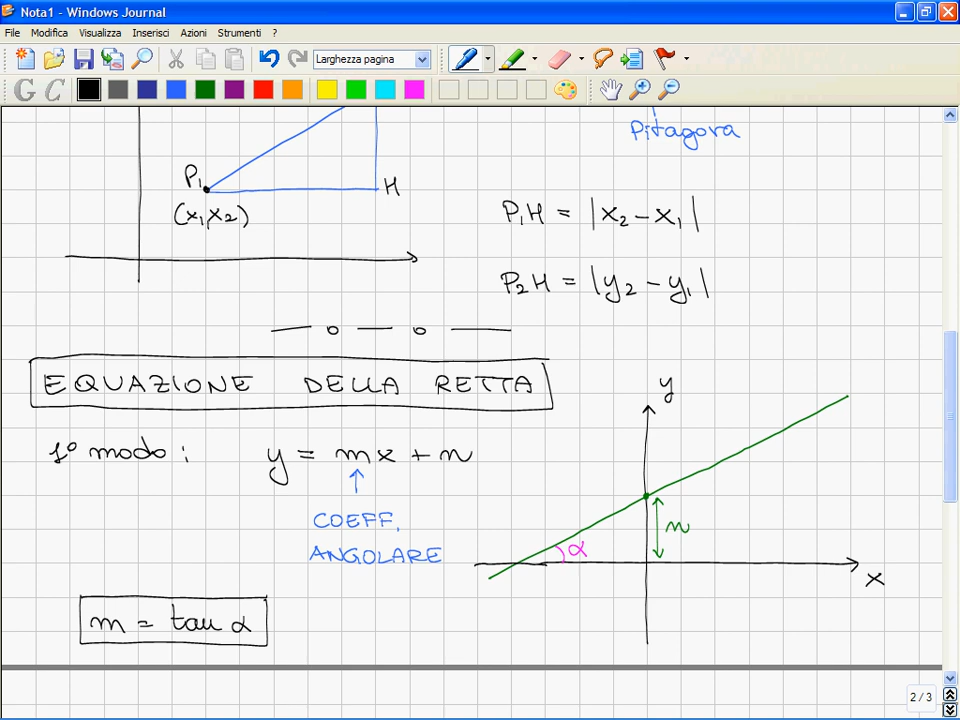 Nota1 - Windows Journal
File Modifica Visualizza Inserisci Azioni Strumenti ?
Larghezza pagina
G C
Pitagora
P1 H
(x1,x2)
P1H = |x2 - x1|
P2H = |y2 - y1|
EQUAZIONE DELLA RETTA
1° modo: y = mx + n
COEFF.
ANGOLARE
m = tan α
y
n
α
x
2 / 3